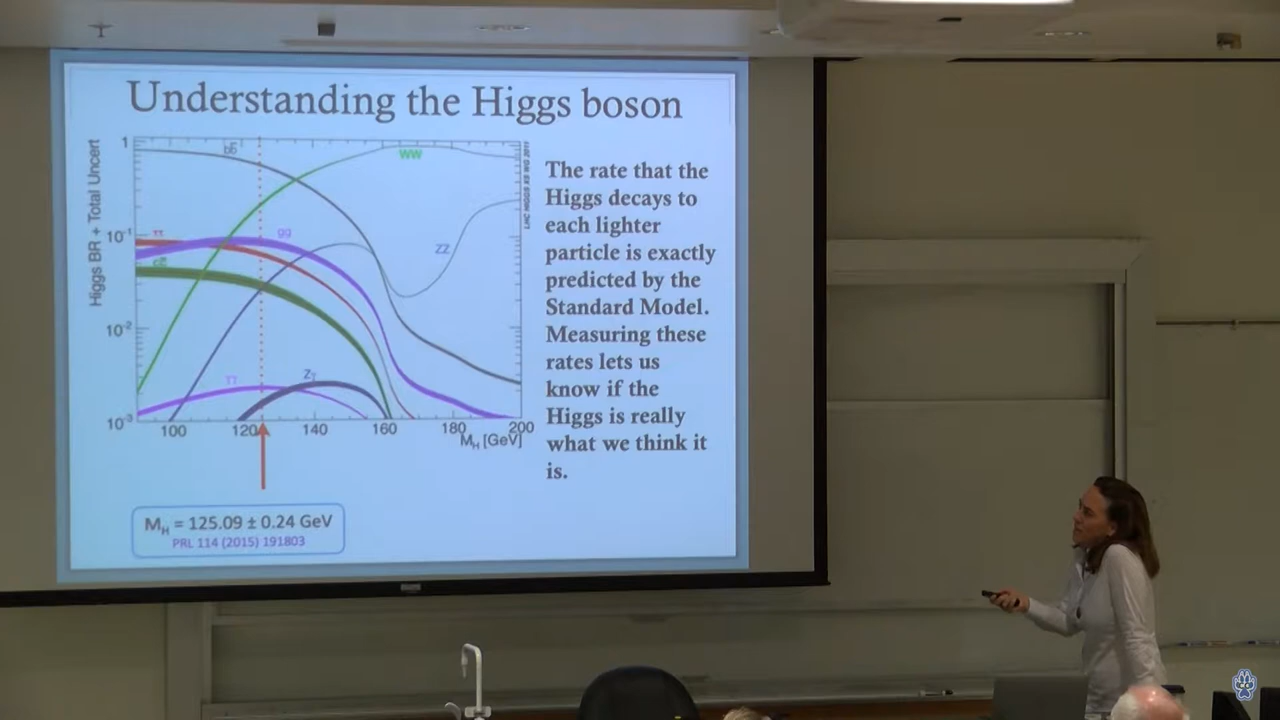 Understanding the Higgs boson
Higgs BR + Total Uncert
1
10⁻¹
10⁻²
10⁻³
bb̄
WW
ττ
gg
cc̄
ZZ
γγ
Zγ
LHC HIGGS XS WG 2011
100
120
140
160
180
200
M_H [GeV]
The rate that the
Higgs decays to
each lighter
particle is exactly
predicted by the
Standard Model.
Measuring these
rates lets us
know if the
Higgs is really
what we think it
is.
M_H = 125.09 ± 0.24 GeV
PRL 114 (2015) 191803